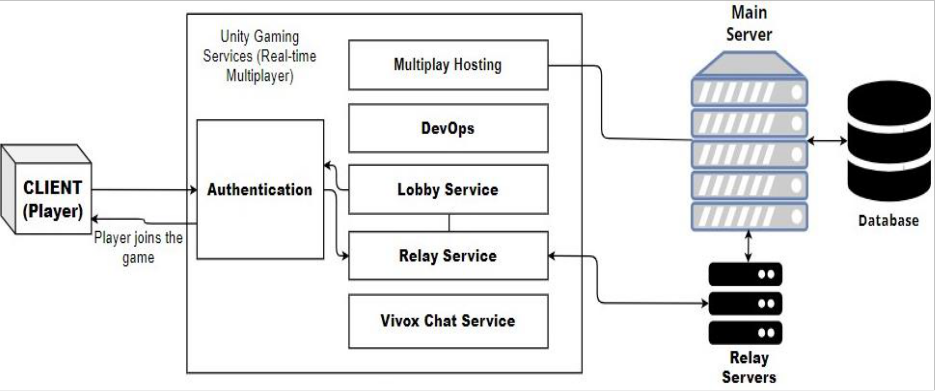 Unity Gaming
Services (Real-time
Multiplayer)
Multiplay Hosting
DevOps
Authentication
Lobby Service
Relay Service
Vivox Chat Service
CLIENT
(Player)
Player joins the
game
Main
Server
Database
Relay
Servers